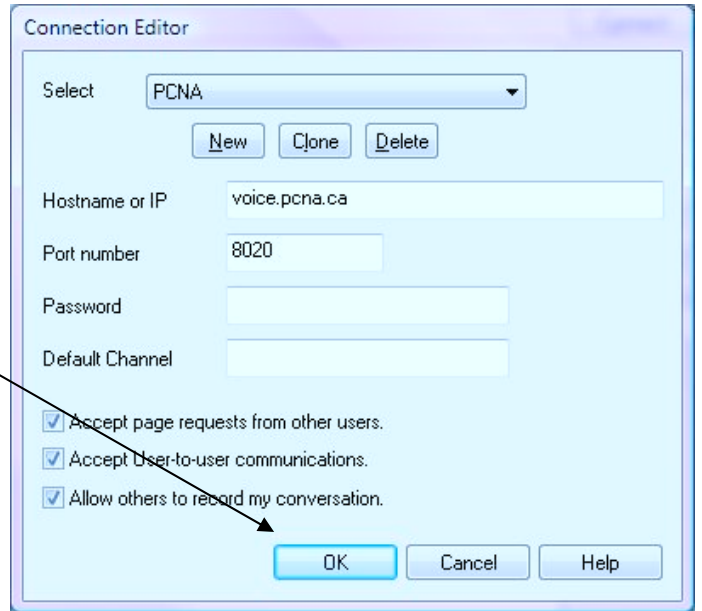 Connection Editor
Select PCNA
New Clone Delete
Hostname or IP voice.pcna.ca
Port number 8020
Password
Default Channel
Accept page requests from other users.
Accept User-to-user communications.
Allow others to record my conversation.
OK Cancel Help